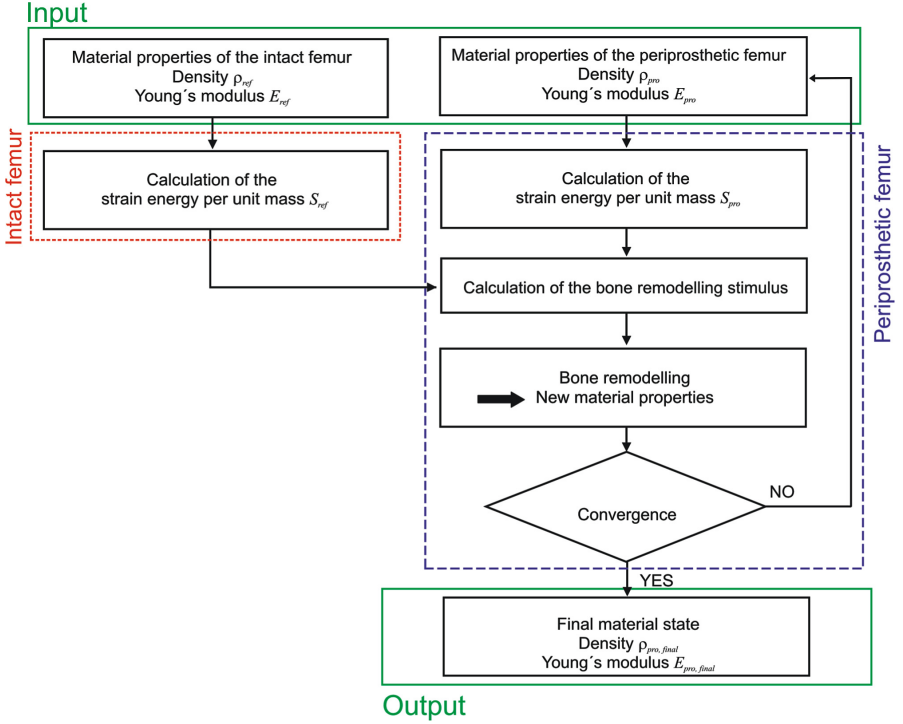 Input
Material properties of the intact femur
Density ρref
Young´s modulus Eref
Material properties of the periprosthetic femur
Density ρpro
Young´s modulus Epro
Intact femur
Calculation of the
strain energy per unit mass Sref
Periprosthetic femur
Calculation of the
strain energy per unit mass Spro
Calculation of the bone remodelling stimulus
Bone remodelling
New material properties
Convergence
NO
YES
Final material state
Density ρpro, final
Young´s modulus Epro, final
Output